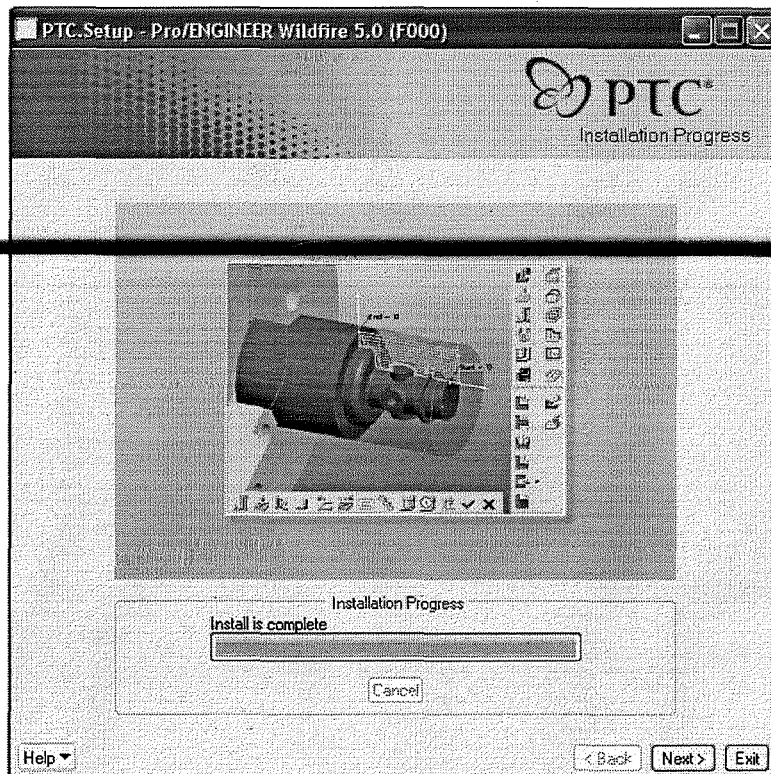 PTC.Setup - Pro/ENGINEER Wildfire 5.0 (F000)
PTC®
Installation Progress
Installation Progress
Install is complete
Cancel
Help
< Back Next > Exit